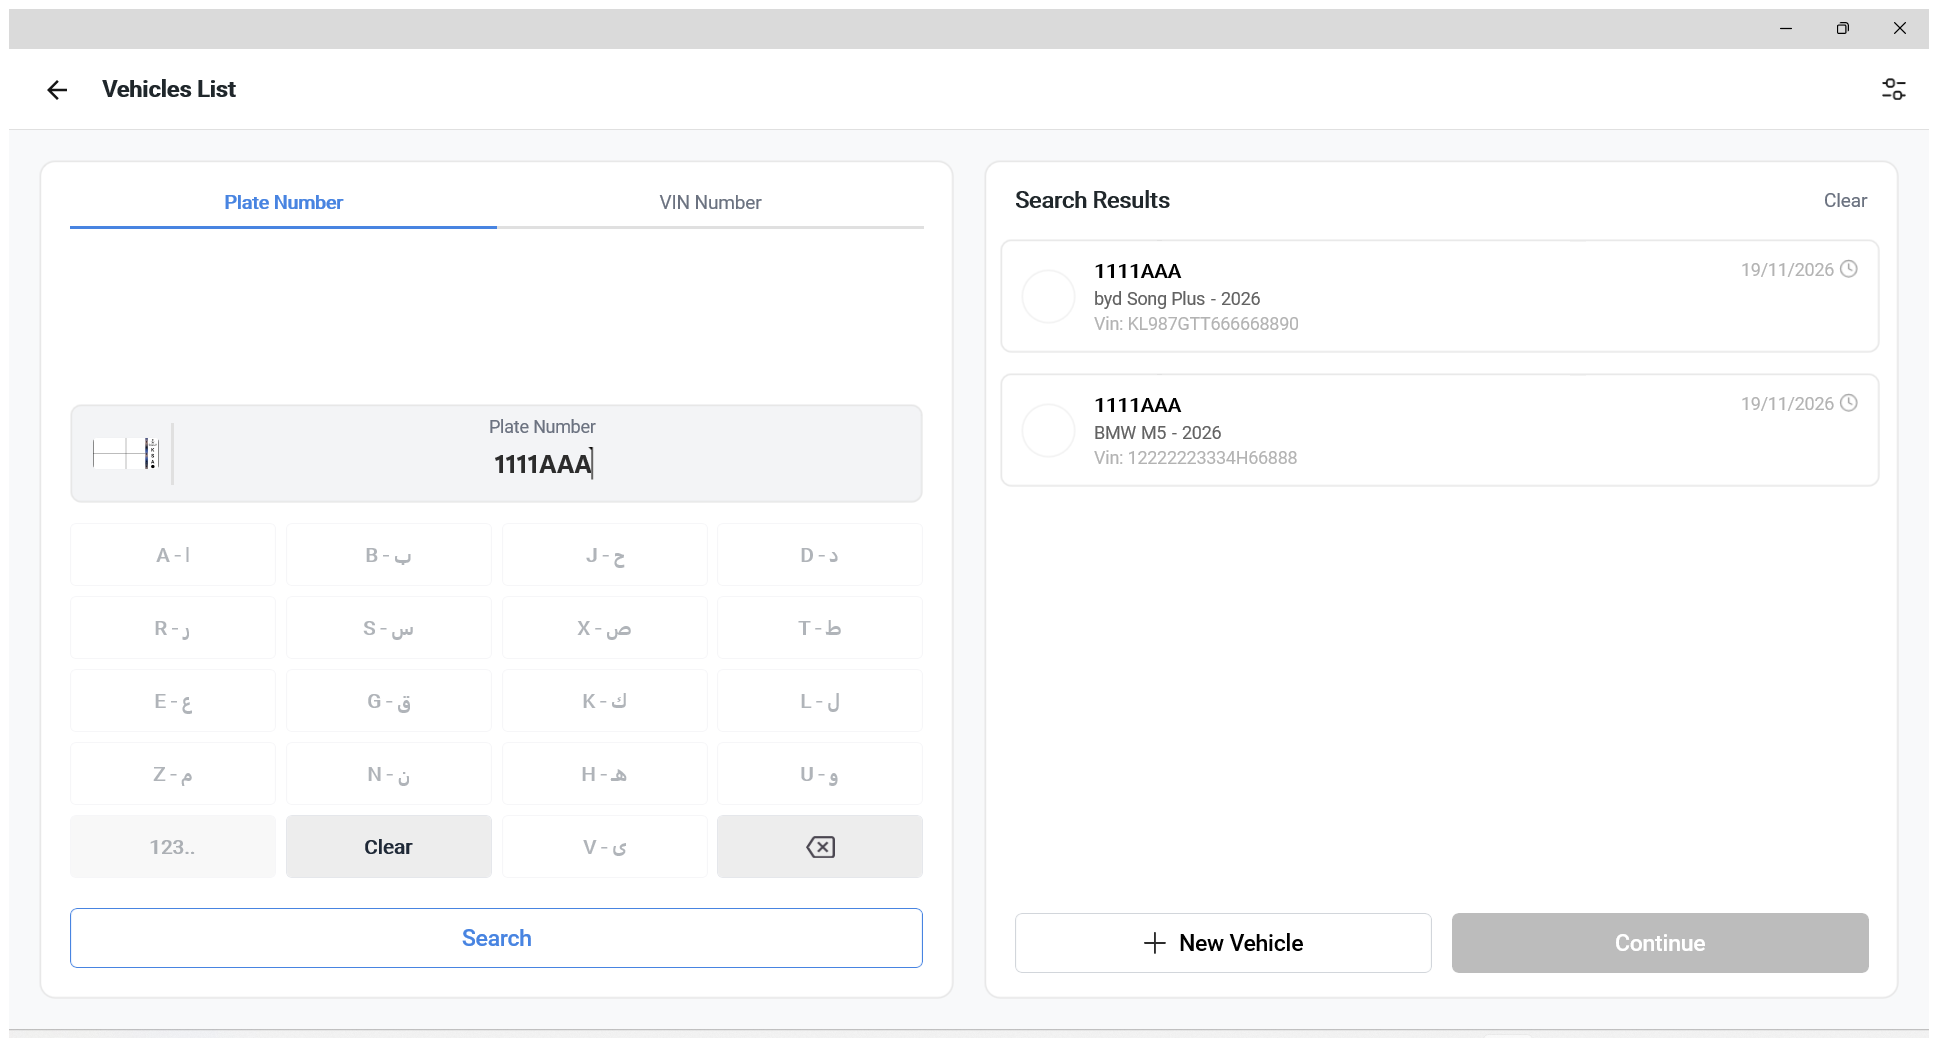 Vehicles List
Plate Number
VIN Number
Plate Number
1111AAA
A - ا
B - ب
J - ح
D - د
R - ر
S - س
X - ص
T - ط
E - ع
G - ق
K - ك
L - ل
Z - م
N - ن
H - هـ
U - و
123..
Clear
V - ى
Search
Search Results
Clear
1111AAA
19/11/2026
byd Song Plus - 2026
Vin: KL987GTT666668890
1111AAA
19/11/2026
BMW M5 - 2026
Vin: 12222223334H66888
New Vehicle
Continue